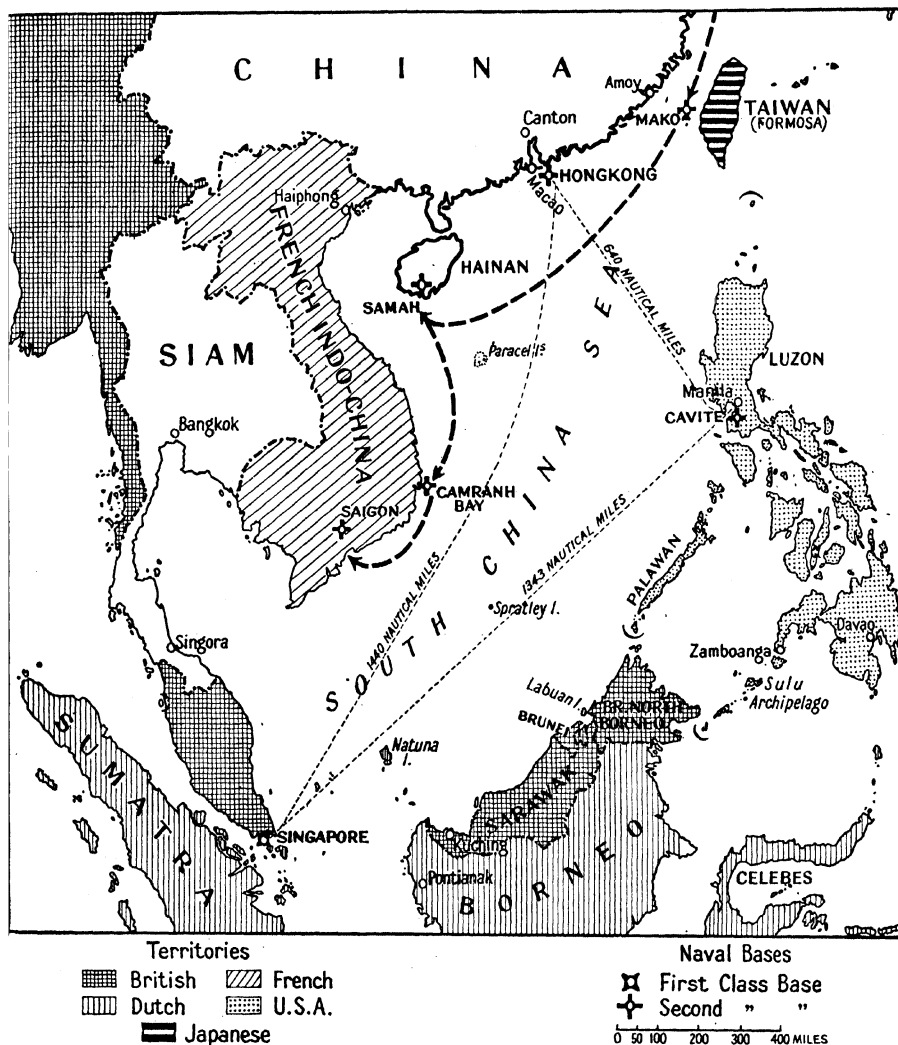 CHINA
Amoy
MAKO
TAIWAN
(FORMOSA)
Canton
HONGKONG
Macao
Haiphong
FRENCH INDO-CHINA
HAINAN
SAMAH
640 NAUTICAL MILES
SIAM
Paracel Is
LUZON
Manila
CAVITE
Bangkok
CAMRANH
BAY
SAIGON
SOUTH CHINA SEA
1440 NAUTICAL MILES
1343 NAUTICAL MILES
PALAWAN
Spratley I.
Singora
Zamboanga
Davao
Sulu
Archipelago
Labuan I.
BR. NORTH
BORNEO
BRUNEI
Natuna
I.
SUMATRA
SARAWAK
SINGAPORE
Kuching
Pontianak
BORNEO
CELEBES
Territories
British
French
Dutch
U.S.A.
Japanese
Naval Bases
First Class Base
Second " "
0 50 100 200 300 400 MILES